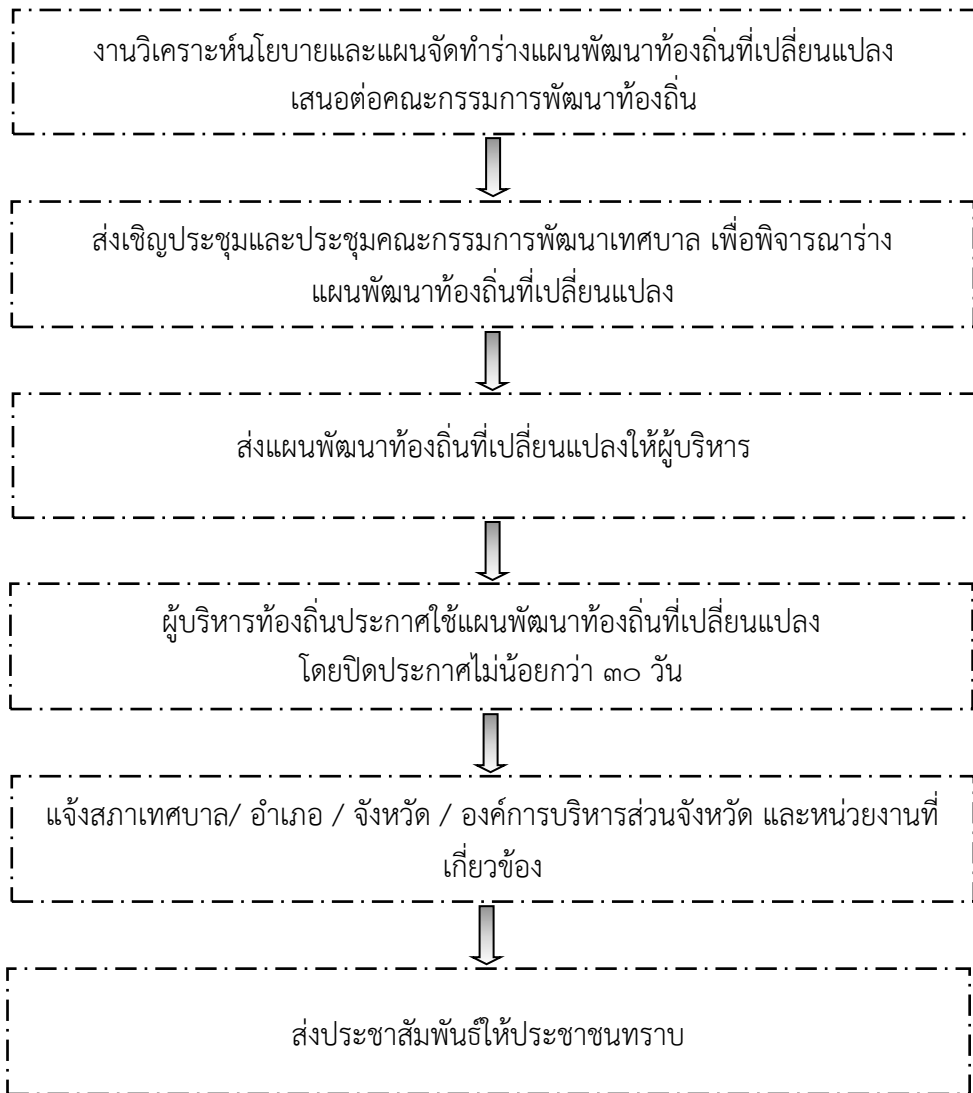 งานวิเคราะห์นโยบายและแผนจัดทำร่างแผนพัฒนาท้องถิ่นที่เปลี่ยนแปลง
เสนอต่อคณะกรรมการพัฒนาท้องถิ่น
ส่งเชิญประชุมและประชุมคณะกรรมการพัฒนาเทศบาล เพื่อพิจารณาร่าง
แผนพัฒนาท้องถิ่นที่เปลี่ยนแปลง
ส่งแผนพัฒนาท้องถิ่นที่เปลี่ยนแปลงให้ผู้บริหาร
ผู้บริหารท้องถิ่นประกาศใช้แผนพัฒนาท้องถิ่นที่เปลี่ยนแปลง
โดยปิดประกาศไม่น้อยกว่า ๓๐ วัน
แจ้งสภาเทศบาล/ อำเภอ / จังหวัด / องค์การบริหารส่วนจังหวัด และหน่วยงานที่
เกี่ยวข้อง
ส่งประชาสัมพันธ์ให้ประชาชนทราบ